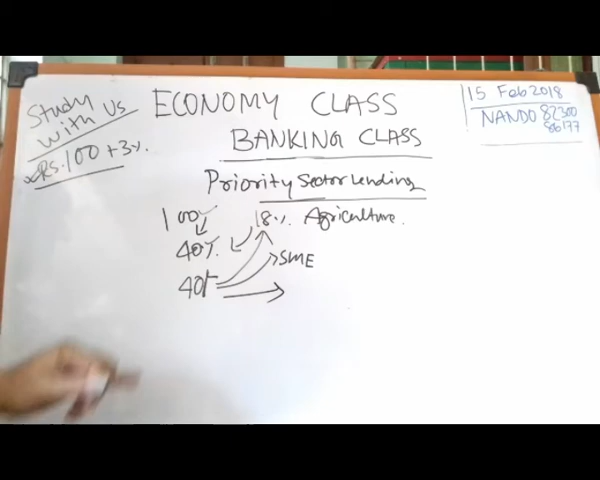 Study
With Us
Rs.100 + 3%.
ECONOMY CLASS
BANKING CLASS
15 Feb 2018
NANDO 82300
86177
Priority Sector Lending
100%
18%. Agriculture.
40%.
SME
40%